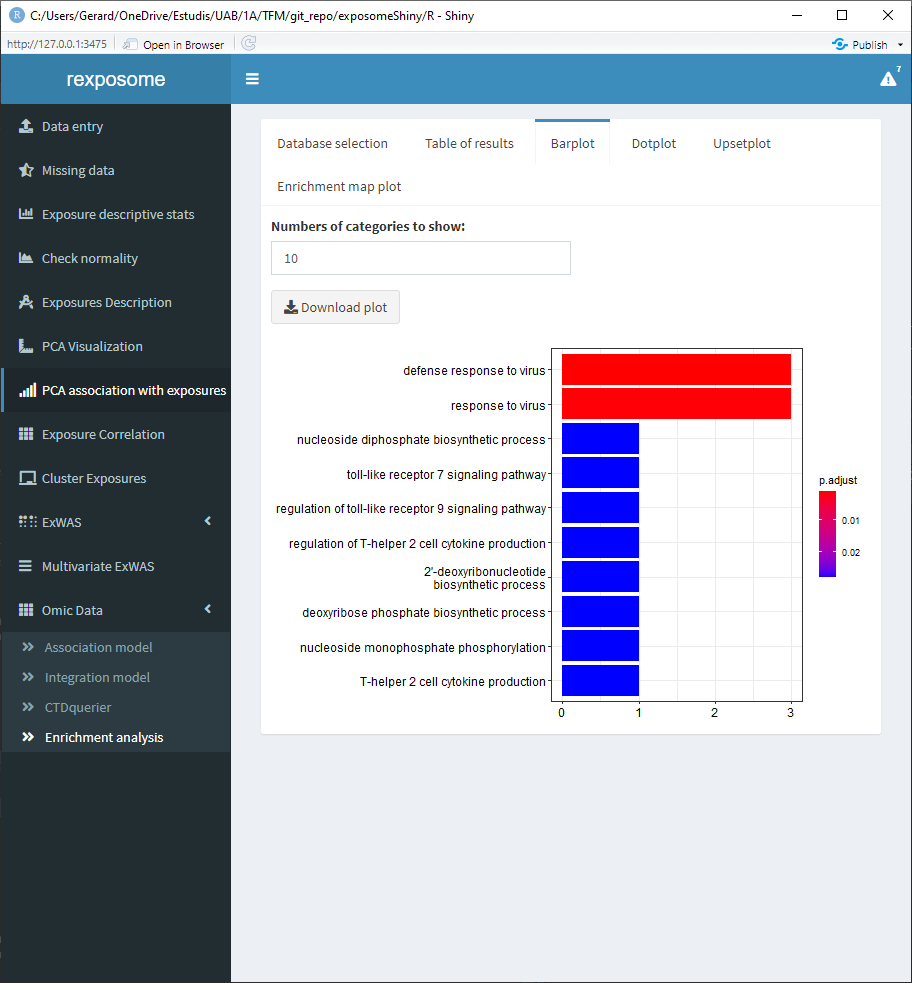 C:/Users/Gerard/OneDrive/Estudis/UAB/1A/TFM/git_repo/exposomeShiny/R - Shiny
http://127.0.0.1:3475
Open in Browser
Publish
rexposome
7
Data entry
Missing data
Exposure descriptive stats
Check normality
Exposures Description
PCA Visualization
PCA association with exposures
Exposure Correlation
Cluster Exposures
ExWAS
Multivariate ExWAS
Omic Data
Association model
Integration model
CTDquerier
Enrichment analysis
Database selection
Table of results
Barplot
Dotplot
Upsetplot
Enrichment map plot
Numbers of categories to show:
10
Download plot
defense response to virus
response to virus
nucleoside diphosphate biosynthetic process
toll-like receptor 7 signaling pathway
regulation of toll-like receptor 9 signaling pathway
regulation of T-helper 2 cell cytokine production
2'-deoxyribonucleotide
biosynthetic process
deoxyribose phosphate biosynthetic process
nucleoside monophosphate phosphorylation
T-helper 2 cell cytokine production
0 1 2 3
p.adjust
0.01
0.02